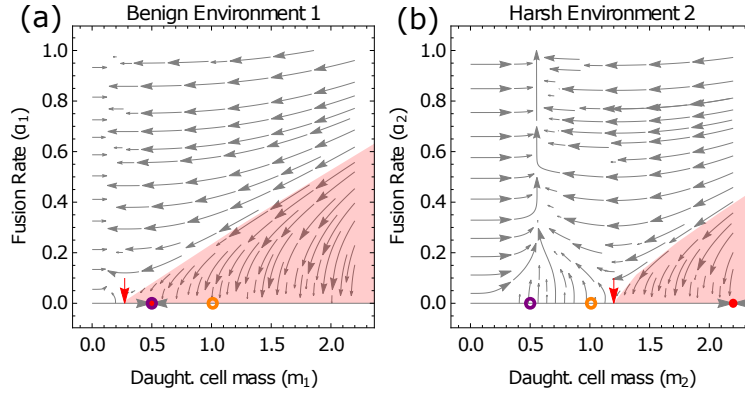 (a) Benign Environment 1
Fusion Rate (α₁)
1.0
0.8
0.6
0.4
0.2
0.0
0.0 0.5 1.0 1.5 2.0
Daught. cell mass (m₁)
(b) Harsh Environment 2
Fusion Rate (α₂)
1.0
0.8
0.6
0.4
0.2
0.0
0.0 0.5 1.0 1.5 2.0
Daught. cell mass (m₂)